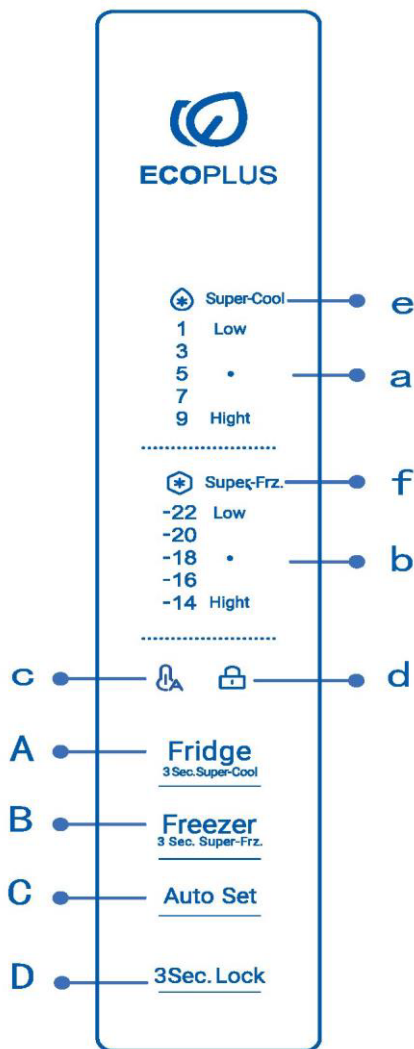 ECOPLUS
Super-Cool e
1 Low
3
5 • a
7
9 Hight
Super-Frz. f
-22 Low
-20
-18 • b
-16
-14 Hight
c A d
A Fridge
3 Sec. Super-Cool
B Freezer
3 Sec. Super-Frz.
C Auto Set
D 3Sec. Lock